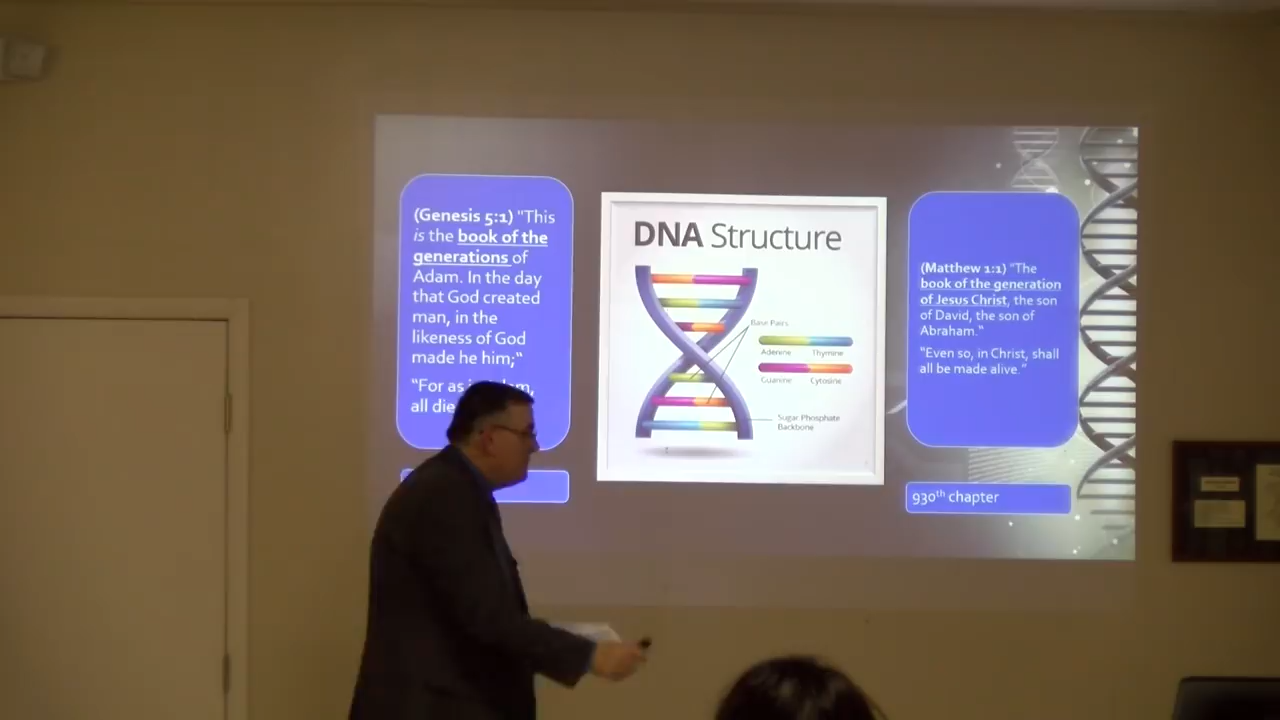 (Genesis 5:1) "This
is the book of the
generations of
Adam. In the day
that God created
man, in the
likeness of God
made he him;"
"For as
all die
DNA Structure
Base Pairs
Adenine Thymine
Guanine Cytosine
Sugar Phosphate
Backbone
(Matthew 1:1) "The
book of the generation
of Jesus Christ, the son
of David, the son of
Abraham."
"Even so, in Christ, shall
all be made alive."
930th chapter